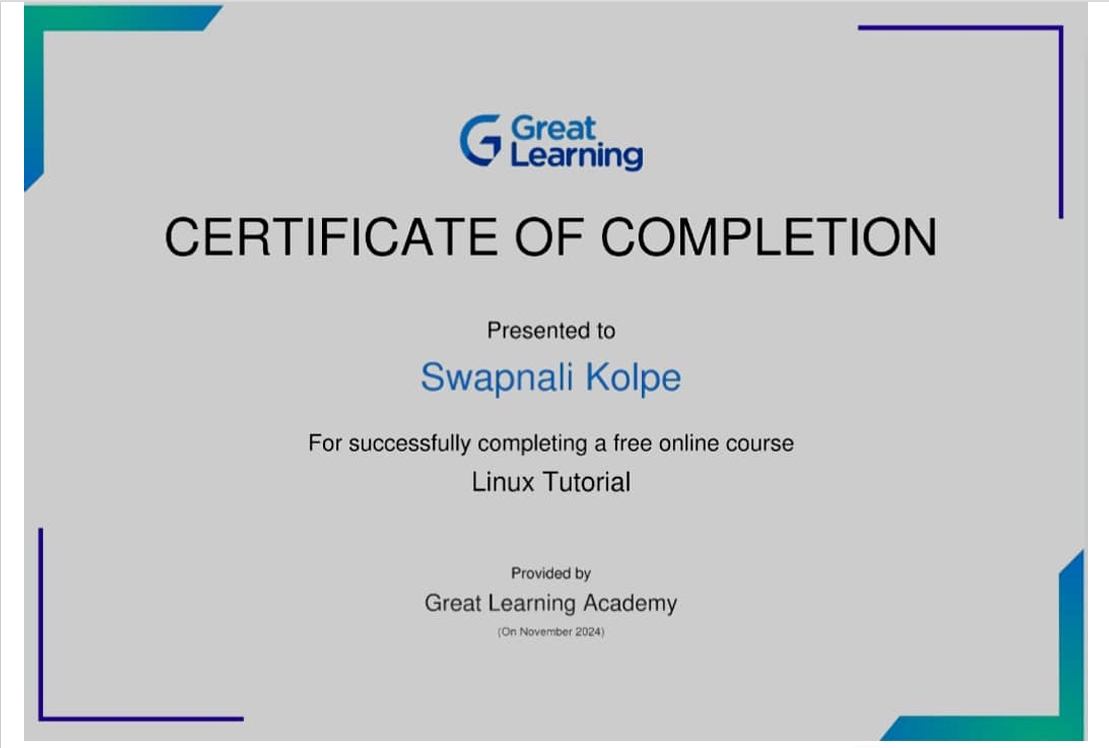 Great
Learning
CERTIFICATE OF COMPLETION
Presented to
Swapnali Kolpe
For successfully completing a free online course
Linux Tutorial
Provided by
Great Learning Academy
(On November 2024)